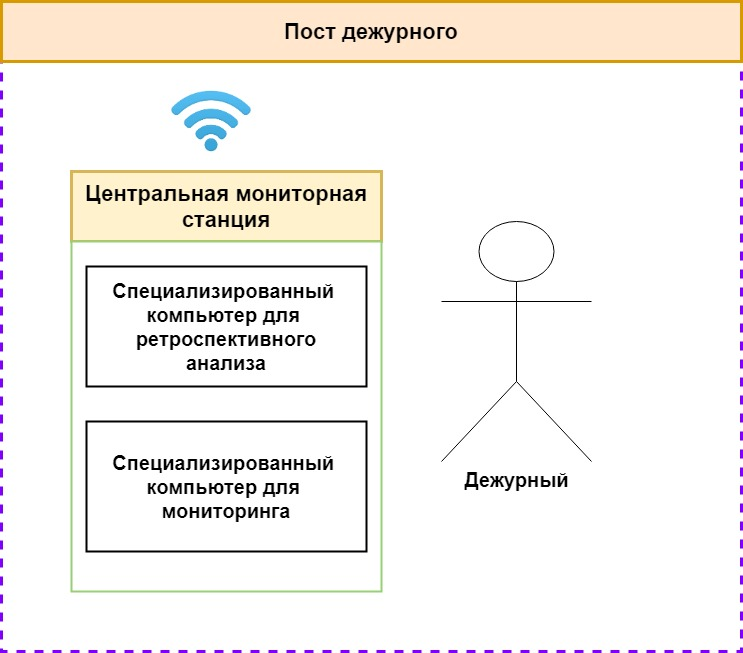 Пост дежурного
Центральная мониторная
станция
Специализированный
компьютер для
ретроспективного
анализа
Специализированный
компьютер для
мониторинга
Дежурный